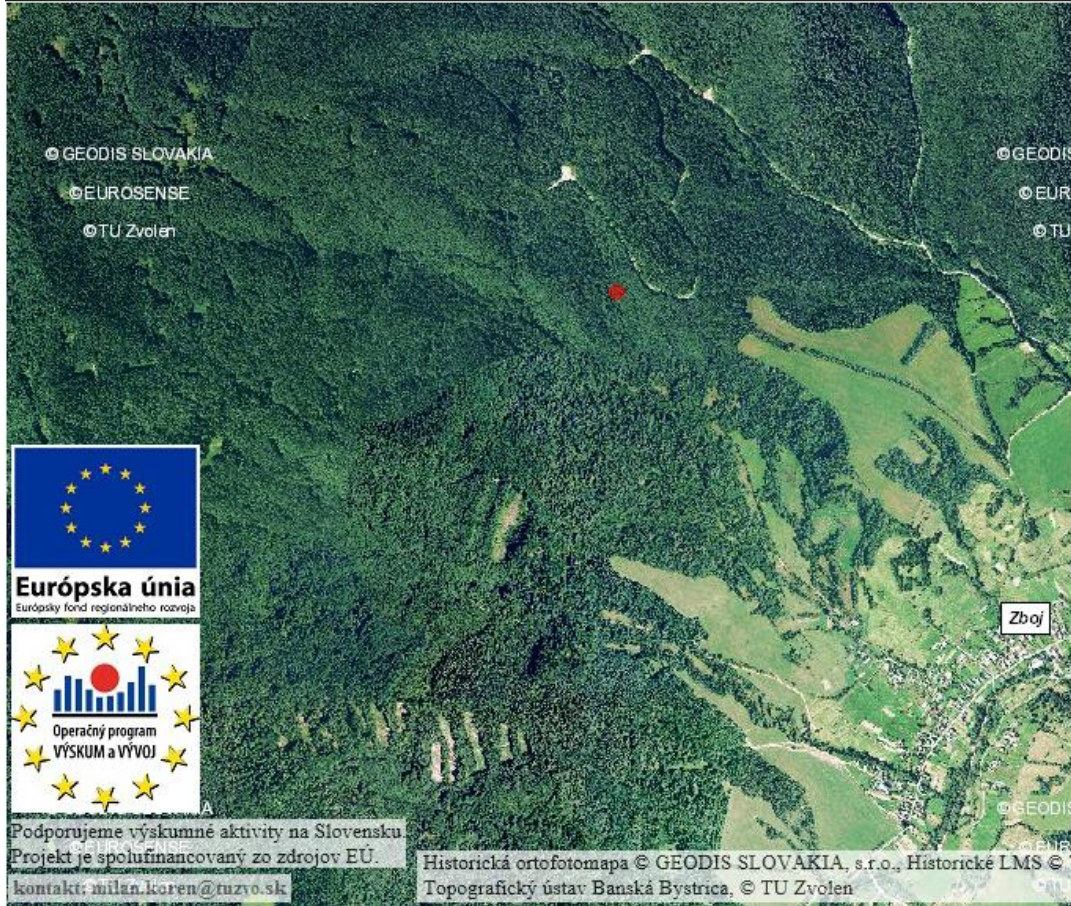 © GEODIS SLOVAKIA
© GEODIS
© EUROSENSE
© EUR
© TU Zvolen
© TU
Európska únia
Európsky fond regionálneho rozvoja
Zboj
Operačný program
VÝSKUM a VÝVOJ
© GEODIS
Podporujeme výskumné aktivity na Slovensku.
Projekt je spolufinancovaný zo zdrojov EÚ.
kontakt: milan.koren@tuzvo.sk
Historická ortofotomapa © GEODIS SLOVAKIA, s.r.o., Historické LMS ©
Topografický ústav Banská Bystrica, © TU Zvolen